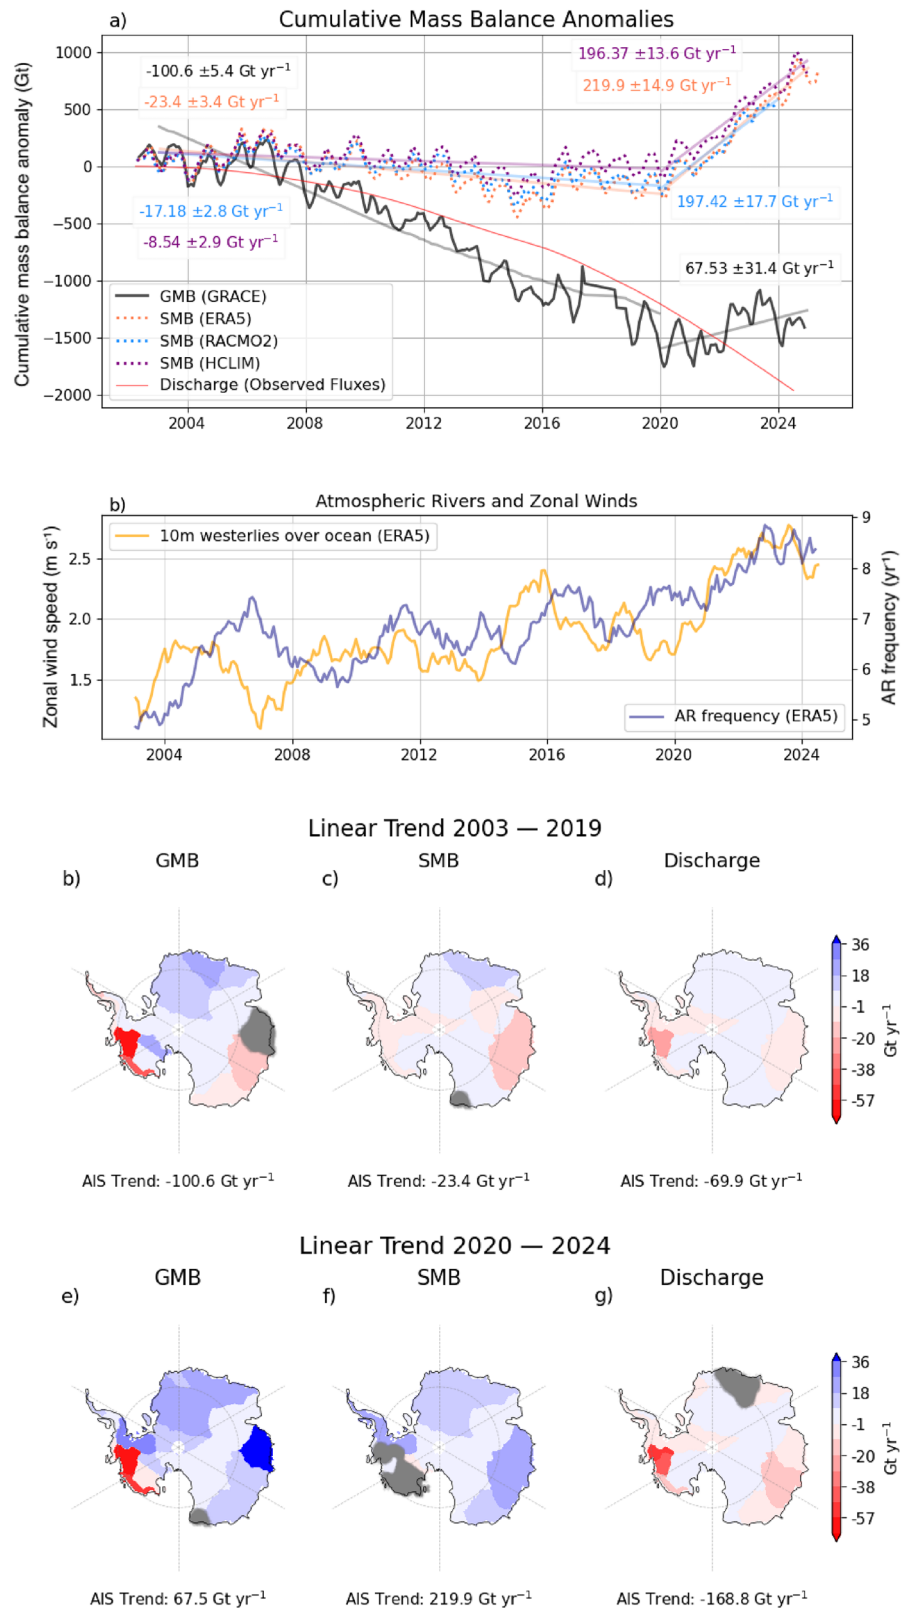 a)
Cumulative Mass Balance Anomalies
Cumulative mass balance anomaly (Gt)
1000
500
0
−500
−1000
−1500
−2000
-100.6 ±5.4 Gt yr⁻¹
-23.4 ±3.4 Gt yr⁻¹
196.37 ±13.6 Gt yr⁻¹
219.9 ±14.9 Gt yr⁻¹
-17.18 ±2.8 Gt yr⁻¹
-8.54 ±2.9 Gt yr⁻¹
197.42 ±17.7 Gt yr⁻¹
67.53 ±31.4 Gt yr⁻¹
GMB (GRACE)
SMB (ERA5)
SMB (RACMO2)
SMB (HCLIM)
Discharge (Observed Fluxes)
2004 2008 2012 2016 2020 2024
b)
Atmospheric Rivers and Zonal Winds
Zonal wind speed (m s⁻¹)
2.5
2.0
1.5
10m westerlies over ocean (ERA5)
AR frequency (ERA5)
9
8
7
6
5
AR frequency (yr⁻¹)
2004 2008 2012 2016 2020 2024
Linear Trend 2003 — 2019
GMB SMB Discharge
b) c) d)
36
18
-1
-20
-38
-57
Gt yr⁻¹
AIS Trend: -100.6 Gt yr⁻¹
AIS Trend: -23.4 Gt yr⁻¹
AIS Trend: -69.9 Gt yr⁻¹
Linear Trend 2020 — 2024
GMB SMB Discharge
e) f) g)
36
18
-1
-20
-38
-57
Gt yr⁻¹
AIS Trend: 67.5 Gt yr⁻¹
AIS Trend: 219.9 Gt yr⁻¹
AIS Trend: -168.8 Gt yr⁻¹